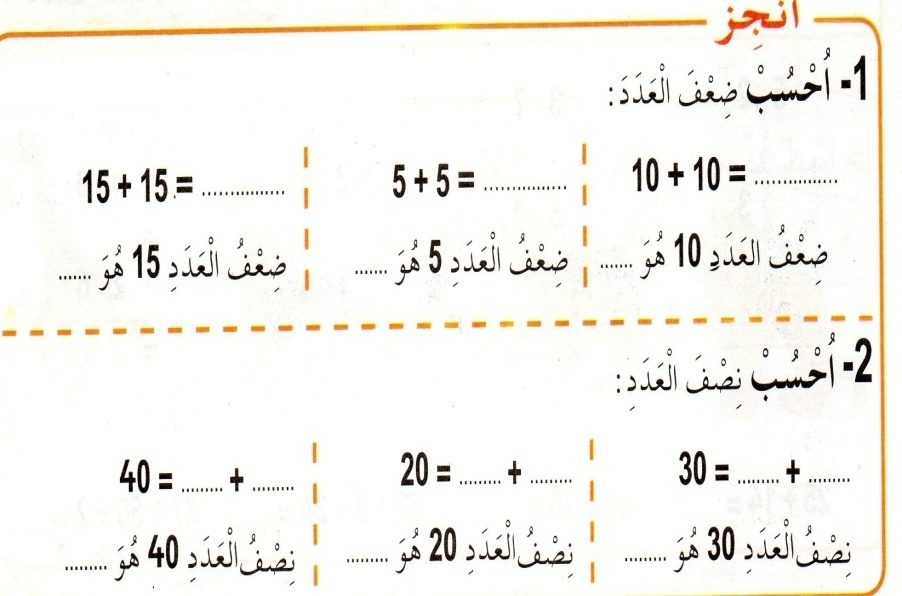 أنجز
1- أُحْسُبْ ضِعْفَ الْعَدَدَ:
10 + 10 = ................
5 + 5 = ................
15 + 15 = ................
ضِعْفُ العَدَدِ 10 هُوَ .......
ضِعْفُ الْعَدَدِ 5 هُوَ .......
ضِعْفُ الْعَدَدِ 15 هُوَ .......
2- أُحْسُبْ نِصْفَ الْعَدَدِ:
30 = ........ + ........
20 = ........ + ........
40 = ........ + ........
نِصْفُ الْعَدَدِ 30 هُوَ ........
نِصْفُ الْعَدَدِ 20 هُوَ ........
نِصْفُ الْعَدَدِ 40 هُوَ ........